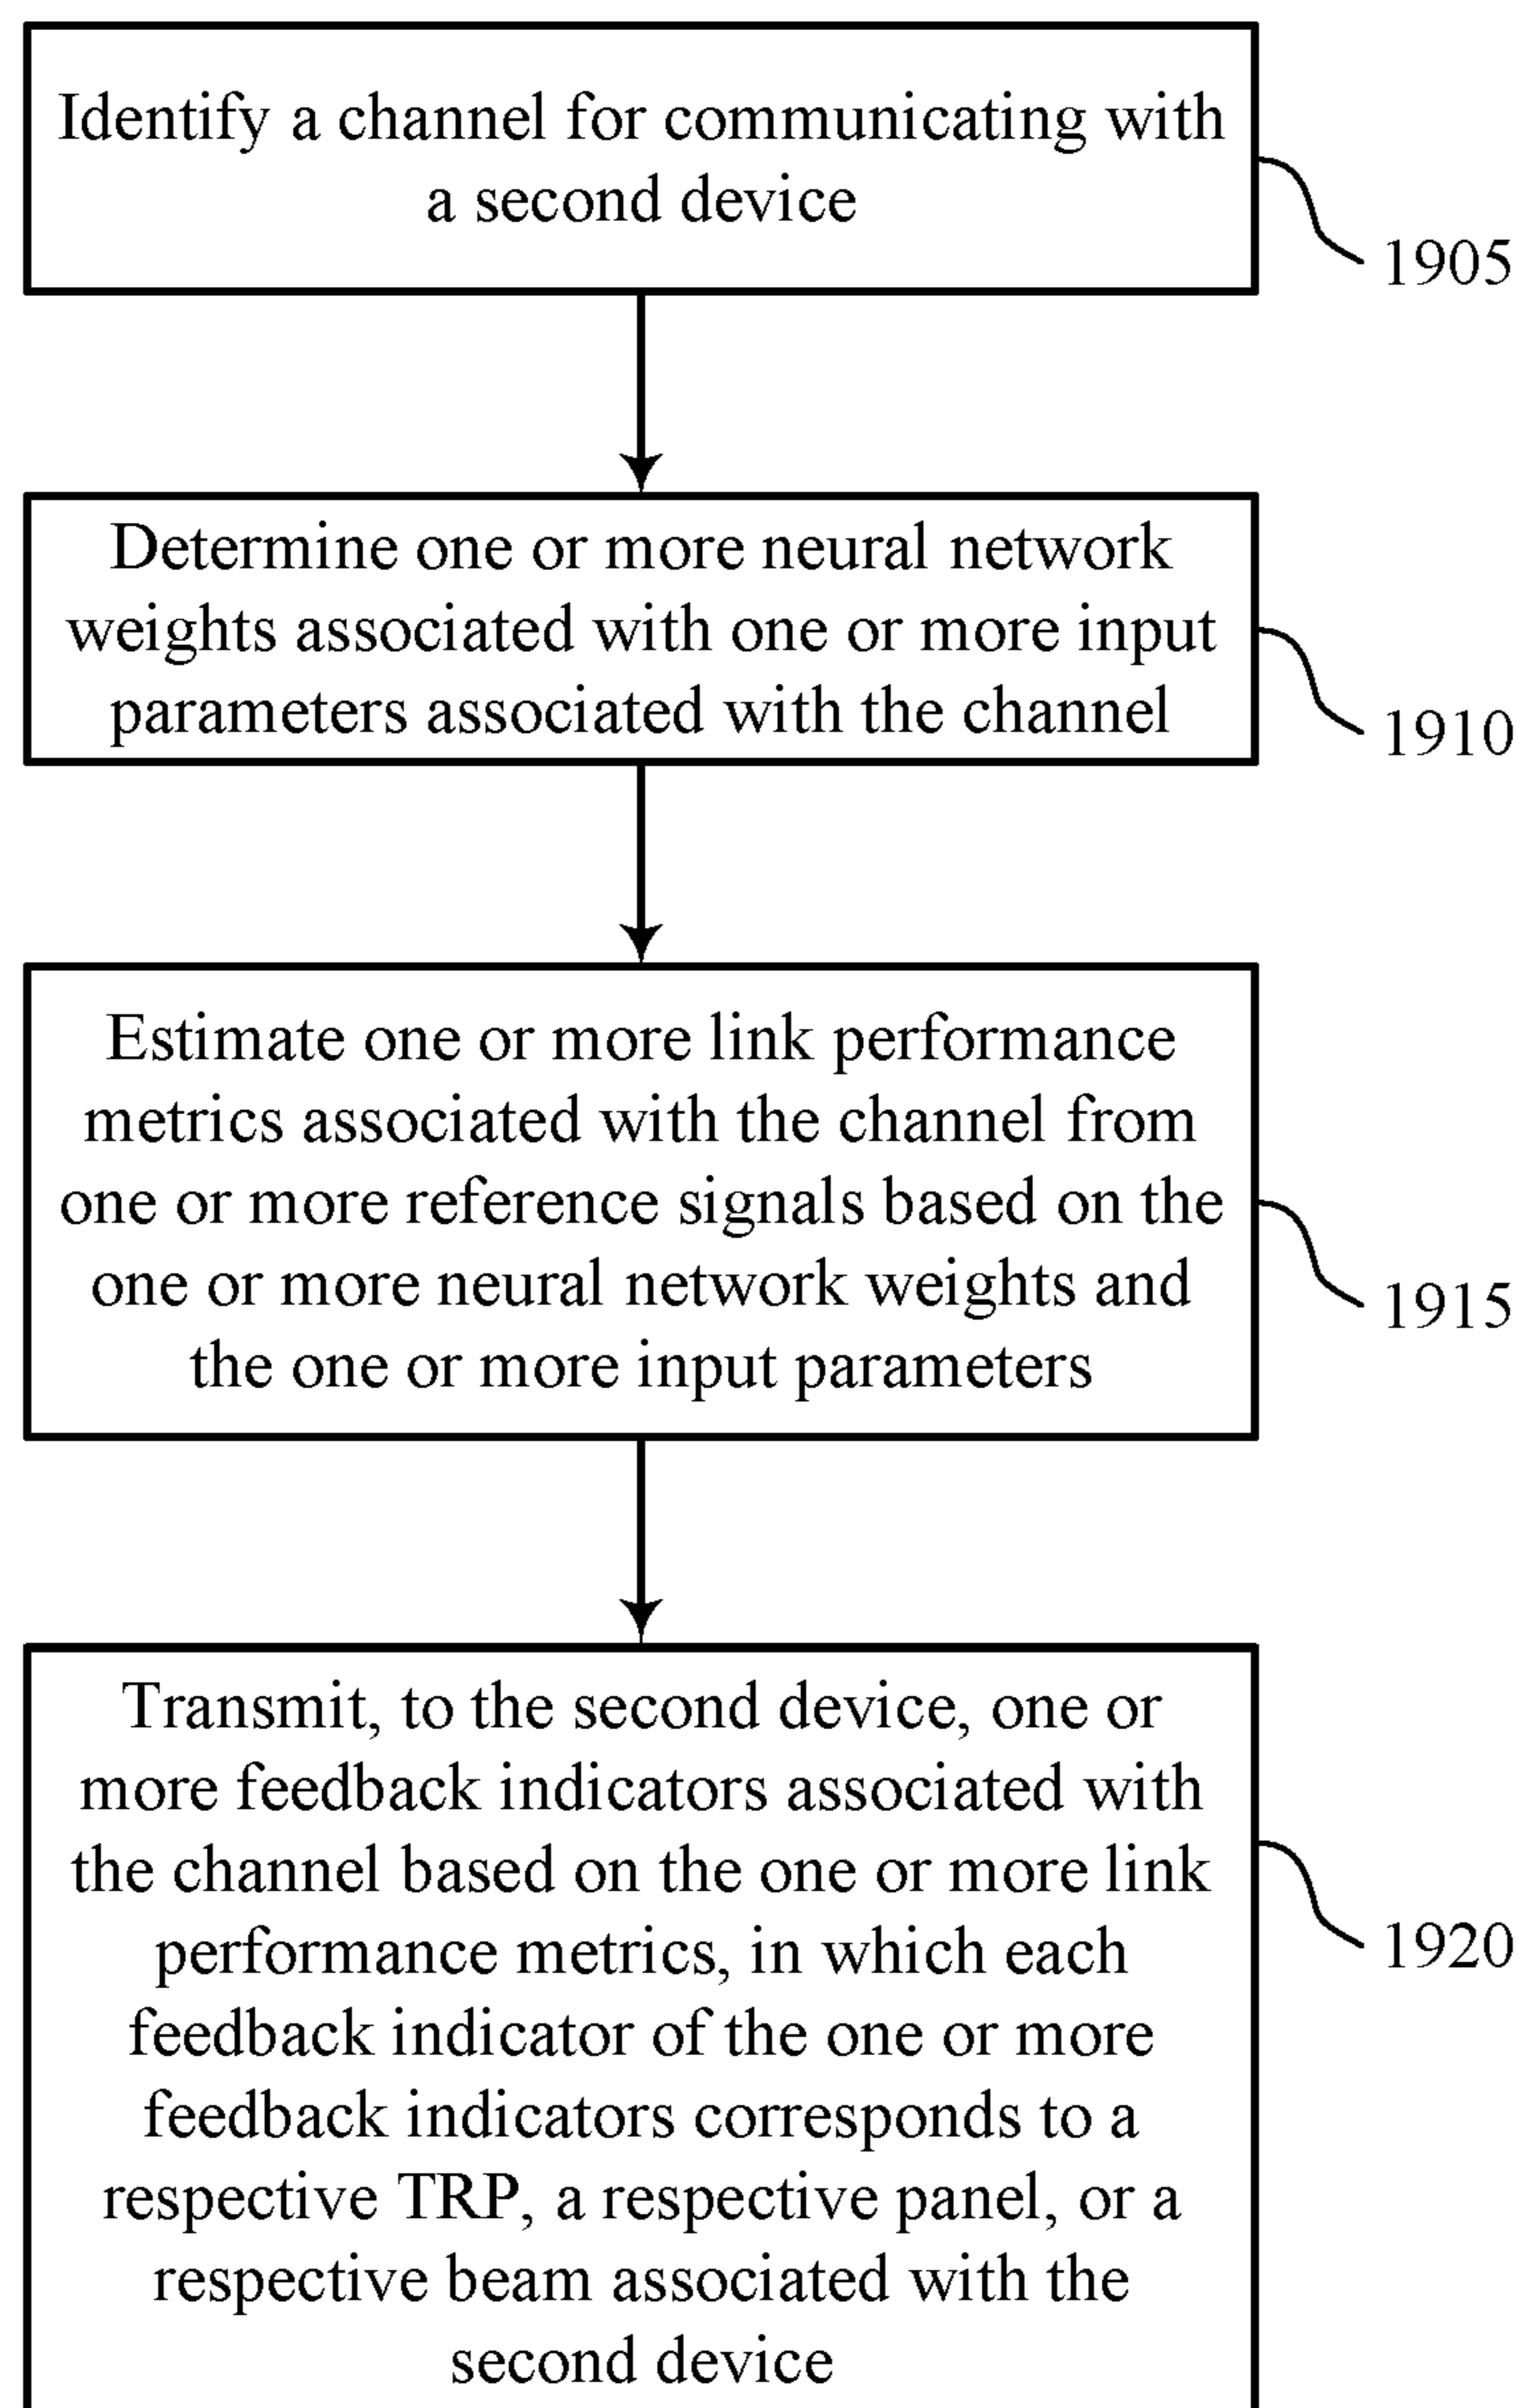 Identify a channel for communicating with
a second device
1905
Determine one or more neural network
weights associated with one or more input
parameters associated with the channel
1910
Estimate one or more link performance
metrics associated with the channel from
one or more reference signals based on the
one or more neural network weights and
the one or more input parameters
1915
Transmit, to the second device, one or
more feedback indicators associated with
the channel based on the one or more link
performance metrics, in which each
feedback indicator of the one or more
feedback indicators corresponds to a
respective TRP, a respective panel, or a
respective beam associated with the
second device
1920